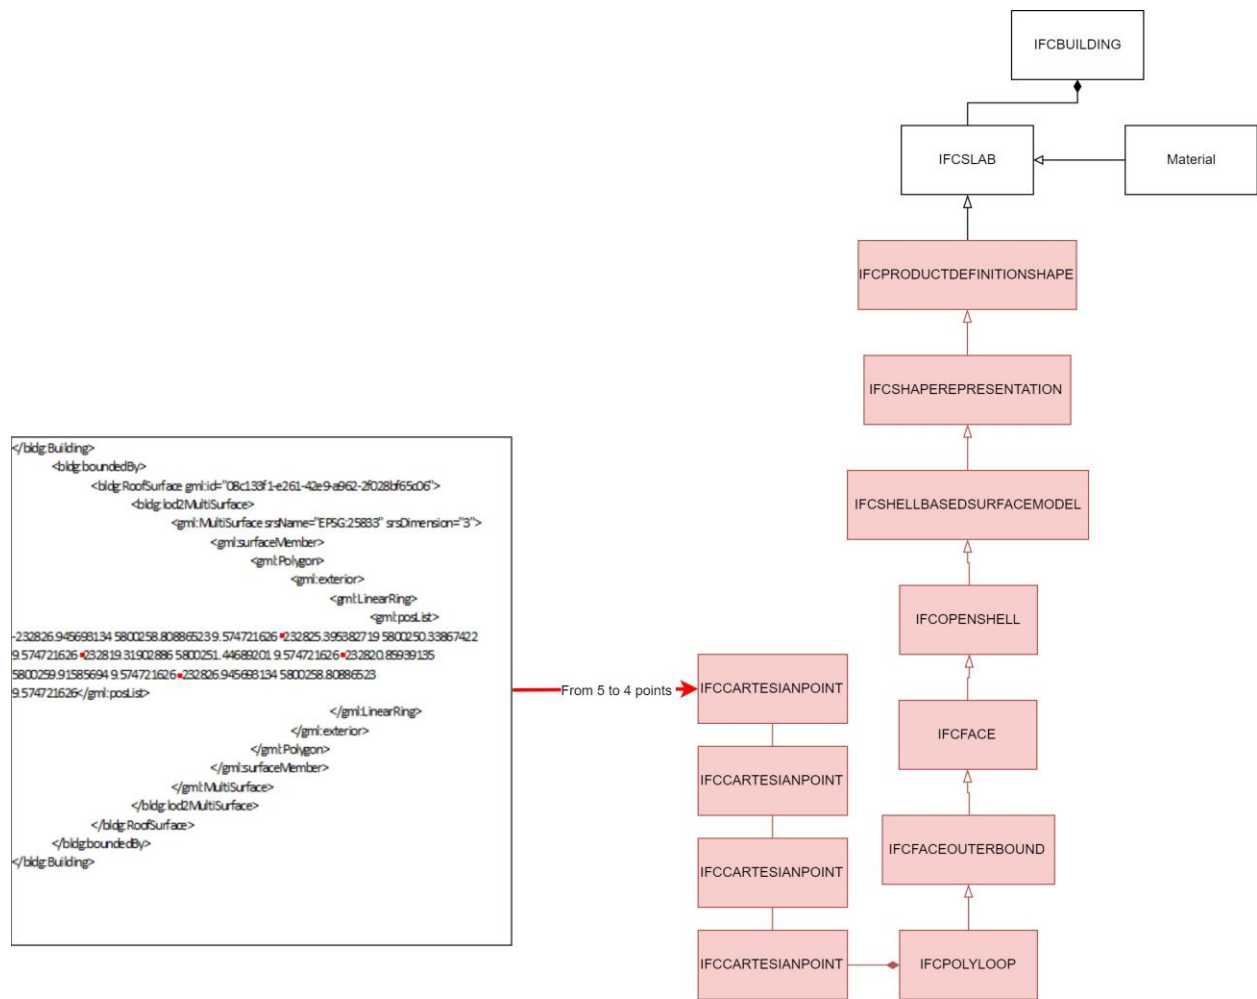 IFCBUILDING
IFCSLAB
Material
IFCPRODUCTDEFINITIONSHAPE
IFCSHAPEREPRESENTATION
IFCSHELLBASEDSURFACEMODEL
IFCOPENSHELL
IFCFACE
IFCFACEOUTERBOUND
IFCPOLYLOOP
</bldg:Building>
<bldg:boundedBy>
<bldg:RoofSurface gml:id="08c133f1-e261-42e9-a962-2f028bf65c06">
<bldg:lod2MultiSurface>
<gml:MultiSurface srsName="EPSG:25833" srsDimension="3">
<gml:surfaceMember>
<gml:Polygon>
<gml:exterior>
<gml:LinearRing>
<gml:posList>
-232826.945693134 5800258.80886523 9.574721626 -232825.395382719 5800250.33867422
9.574721626 -232819.31902886 5800251.44689201 9.574721626 -232820.85939135
5800259.91585694 9.574721626 -232826.945693134 5800258.80886523
9.574721626</gml:posList>
</gml:LinearRing>
</gml:exterior>
</gml:Polygon>
</gml:surfaceMember>
</gml:MultiSurface>
</bldg:lod2MultiSurface>
</bldg:RoofSurface>
</bldg:boundedBy>
</bldg:Building>
From 5 to 4 points
IFCCARTESIANPOINT
IFCCARTESIANPOINT
IFCCARTESIANPOINT
IFCCARTESIANPOINT